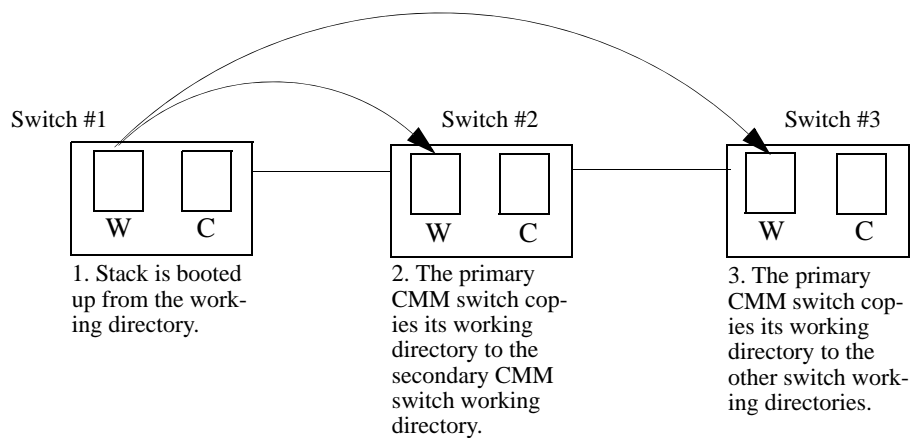 Switch #1
Switch #2
Switch #3
W
C
W
C
W
C
1. Stack is booted
up from the work-
ing directory.
2. The primary
CMM switch cop-
ies its working
directory to the
secondary CMM
switch working
directory.
3. The primary
CMM switch cop-
ies its working
directory to the
other switch work-
ing directories.